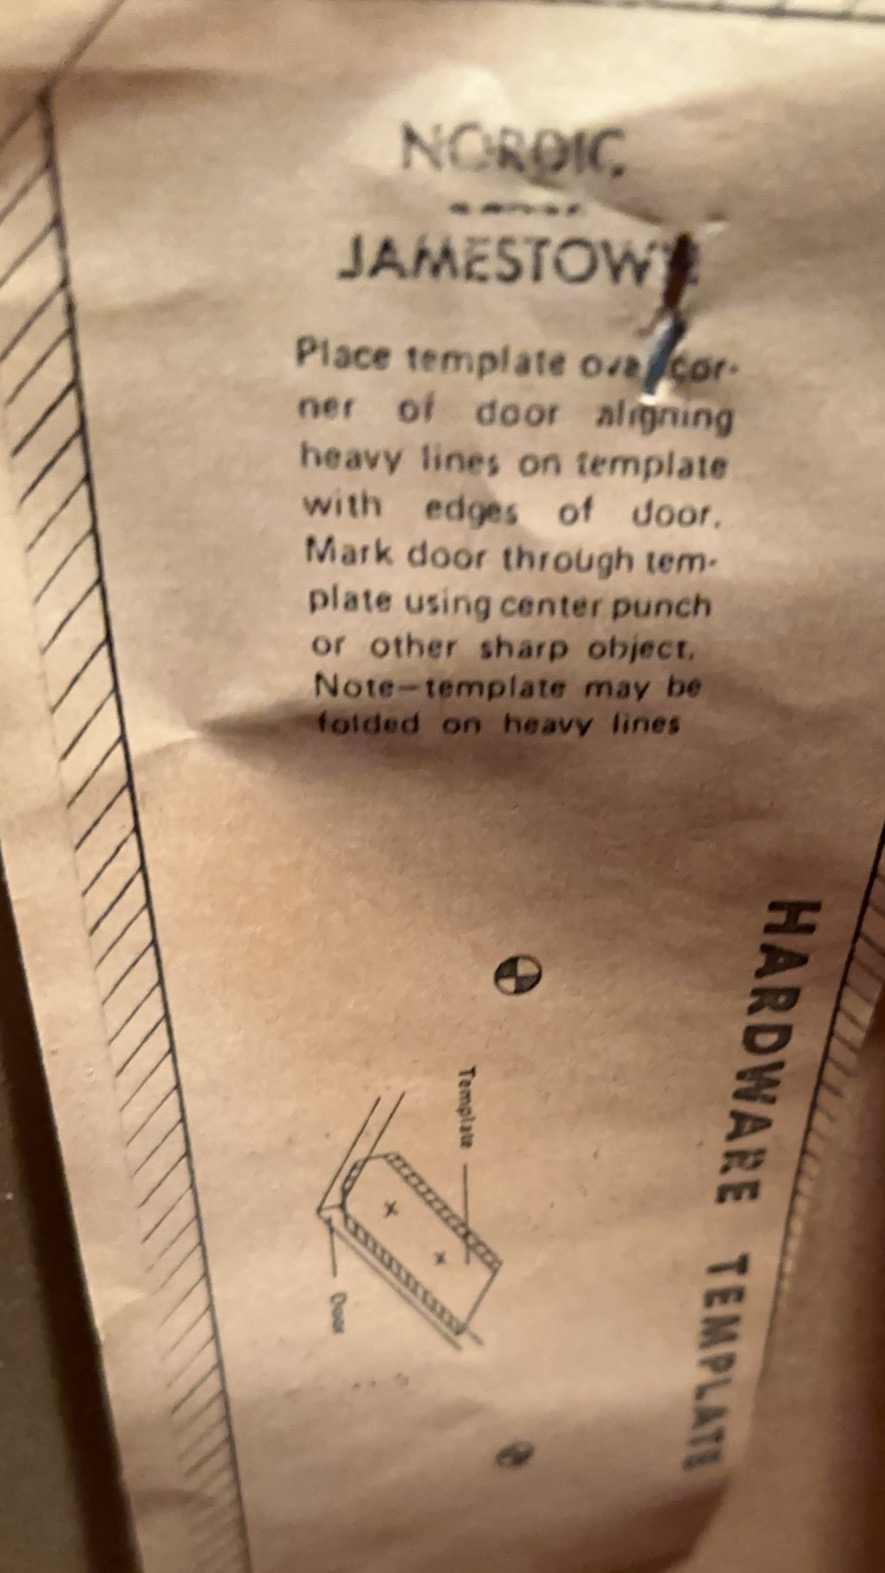 NORDIC
JAMESTOWN
Place template over cor-
ner of door aligning
heavy lines on template
with edges of door.
Mark door through tem-
plate using center punch
or other sharp object.
Note—template may be
folded on heavy lines
HARDWARE TEMPLATE
Template
Door